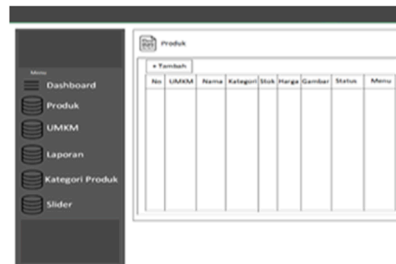 Produk
+ Tambah
No UMKM Nama Kategori Stok Harga Gambar Status Menu
Menu
Dashboard
Produk
UMKM
Laporan
Kategori Produk
Slider